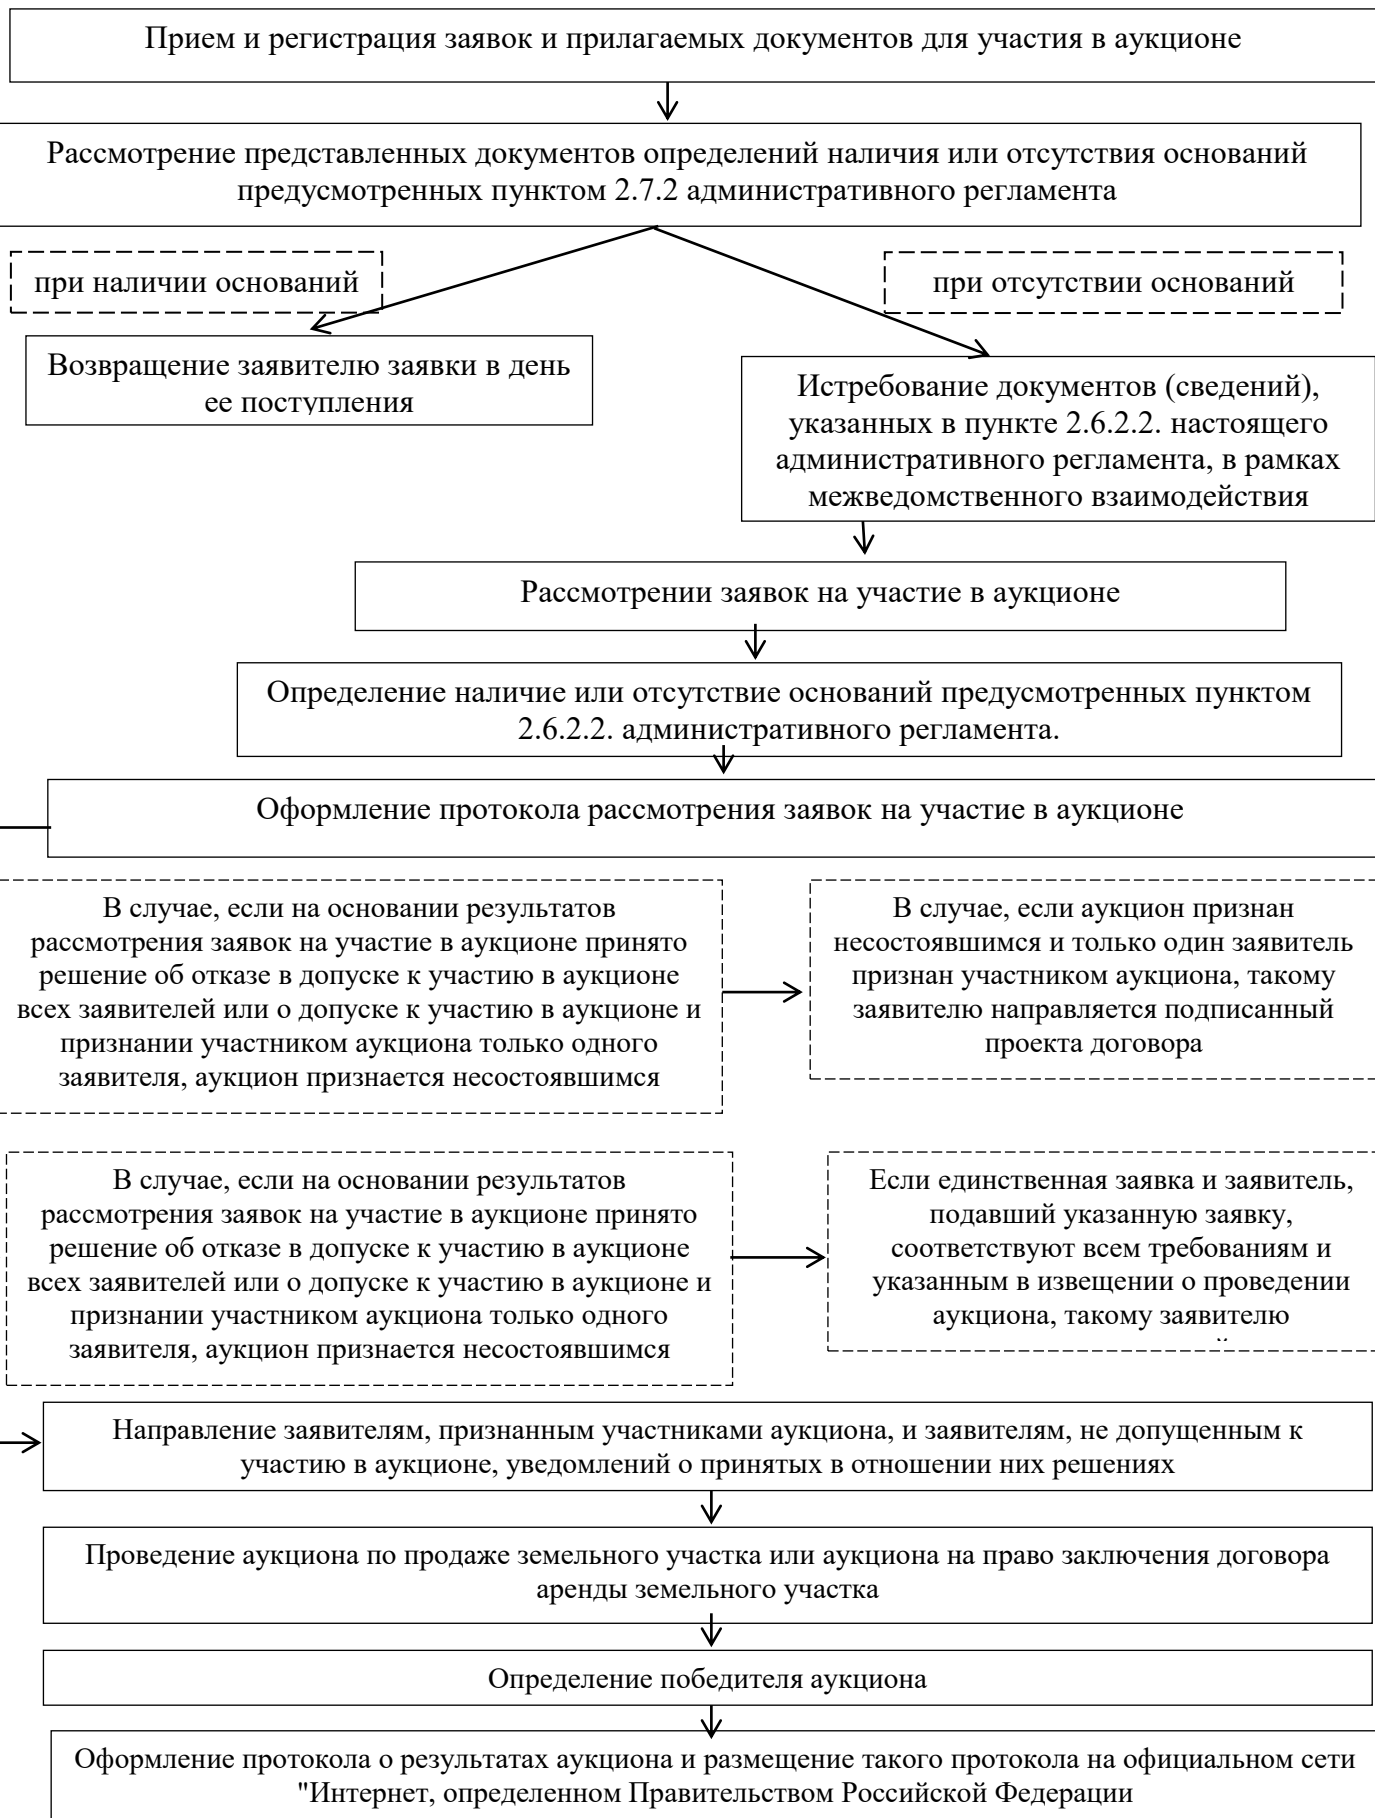 Прием и регистрация заявок и прилагаемых документов для участия в аукционе
Рассмотрение представленных документов определений наличия или отсутствия оснований
предусмотренных пунктом 2.7.2 административного регламента
при наличии оснований
при отсутствии оснований
Возвращение заявителю заявки в день
ее поступления
Истребование документов (сведений),
указанных в пункте 2.6.2.2. настоящего
административного регламента, в рамках
межведомственного взаимодействия
Рассмотрении заявок на участие в аукционе
Определение наличие или отсутствие оснований предусмотренных пунктом
2.6.2.2. административного регламента.
Оформление протокола рассмотрения заявок на участие в аукционе
В случае, если на основании результатов
рассмотрения заявок на участие в аукционе принято
решение об отказе в допуске к участию в аукционе
всех заявителей или о допуске к участию в аукционе и
признании участником аукциона только одного
заявителя, аукцион признается несостоявшимся
В случае, если аукцион признан
несостоявшимся и только один заявитель
признан участником аукциона, такому
заявителю направляется подписанный
проекта договора
В случае, если на основании результатов
рассмотрения заявок на участие в аукционе принято
решение об отказе в допуске к участию в аукционе
всех заявителей или о допуске к участию в аукционе и
признании участником аукциона только одного
заявителя, аукцион признается несостоявшимся
Если единственная заявка и заявитель,
подавший указанную заявку,
соответствуют всем требованиям и
указанным в извещении о проведении
аукциона, такому заявителю
Направление заявителям, признанным участниками аукциона, и заявителям, не допущенным к
участию в аукционе, уведомлений о принятых в отношении них решениях
Проведение аукциона по продаже земельного участка или аукциона на право заключения договора
аренды земельного участка
Определение победителя аукциона
Оформление протокола о результатах аукциона и размещение такого протокола на официальном сети
"Интернет, определенном Правительством Российской Федерации